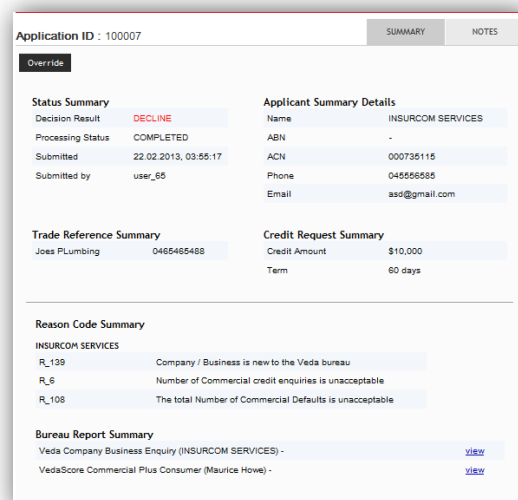 Application ID : 100007
SUMMARY
NOTES
Override
Status Summary
Decision Result DECLINE
Processing Status COMPLETED
Submitted 22.02.2013, 03:55:17
Submitted by user_65
Applicant Summary Details
Name INSURCOM SERVICES
ABN -
ACN 000735115
Phone 045556585
Email asd@gmail.com
Trade Reference Summary
Joes PLumbing 0465465488
Credit Request Summary
Credit Amount $10,000
Term 60 days
Reason Code Summary
INSURCOM SERVICES
R_139 Company / Business is new to the Veda bureau
R_6 Number of Commercial credit enquiries is unacceptable
R_108 The total Number of Commercial Defaults is unacceptable
Bureau Report Summary
Veda Company Business Enquiry (INSURCOM SERVICES) - view
VedaScore Commercial Plus Consumer (Maurice Howe) - view